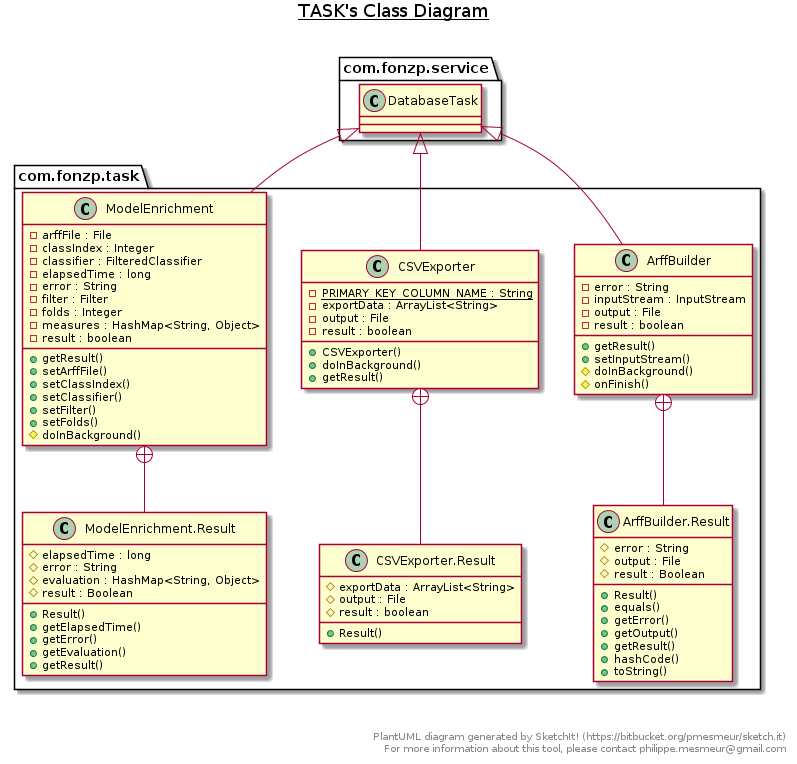 TASK's Class Diagram
com.fonzp.service
C DatabaseTask
com.fonzp.task
C ModelEnrichment
arffFile : File
classIndex : Integer
classifier : FilteredClassifier
elapsedTime : long
error : String
filter : Filter
folds : Integer
measures : HashMap<String, Object>
result : boolean
getResult()
setArffFile()
setClassIndex()
setClassifier()
setFilter()
setFolds()
doInBackground()
C CSVExporter
PRIMARY_KEY_COLUMN_NAME : String
exportData : ArrayList<String>
output : File
result : boolean
CSVExporter()
doInBackground()
getResult()
C ArffBuilder
error : String
inputStream : InputStream
output : File
result : boolean
getResult()
setInputStream()
doInBackground()
onFinish()
C ModelEnrichment.Result
elapsedTime : long
error : String
evaluation : HashMap<String, Object>
result : Boolean
Result()
getElapsedTime()
getError()
getEvaluation()
getResult()
C CSVExporter.Result
exportData : ArrayList<String>
output : File
result : boolean
Result()
C ArffBuilder.Result
error : String
output : File
result : Boolean
Result()
equals()
getError()
getOutput()
getResult()
hashCode()
toString()
PlantUML diagram generated by SketchIt! (https://bitbucket.org/pmesmeur/sketch.it)
For more information about this tool, please contact philippe.mesmeur@gmail.com